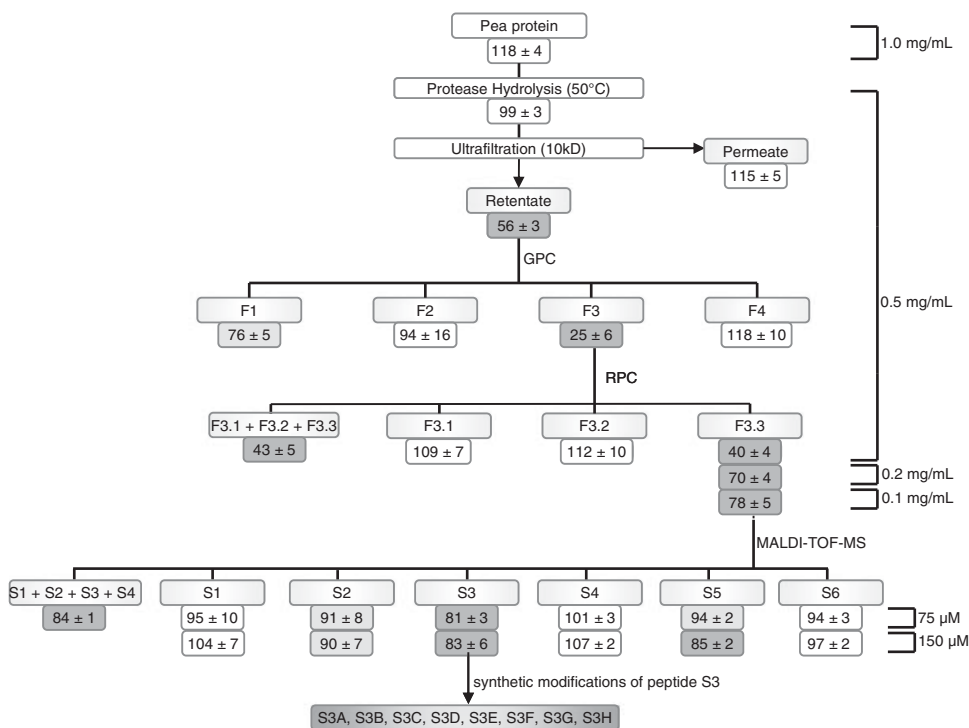 Pea protein
118 ± 4
1.0 mg/mL
Protease Hydrolysis (50°C)
99 ± 3
Ultrafiltration (10kD)
Permeate
115 ± 5
Retentate
56 ± 3
GPC
0.5 mg/mL
F1 F2 F3 F4
76 ± 5 94 ± 16 25 ± 6 118 ± 10
RPC
F3.1 + F3.2 + F3.3 F3.1 F3.2 F3.3
43 ± 5 109 ± 7 112 ± 10 40 ± 4
70 ± 4 0.2 mg/mL
78 ± 5 0.1 mg/mL
MALDI-TOF-MS
S1 + S2 + S3 + S4 S1 S2 S3 S4 S5 S6
84 ± 1 95 ± 10 91 ± 8 81 ± 3 101 ± 3 94 ± 2 94 ± 3 75 µM
104 ± 7 90 ± 7 83 ± 6 107 ± 2 85 ± 2 97 ± 2 150 µM
synthetic modifications of peptide S3
S3A, S3B, S3C, S3D, S3E, S3F, S3G, S3H